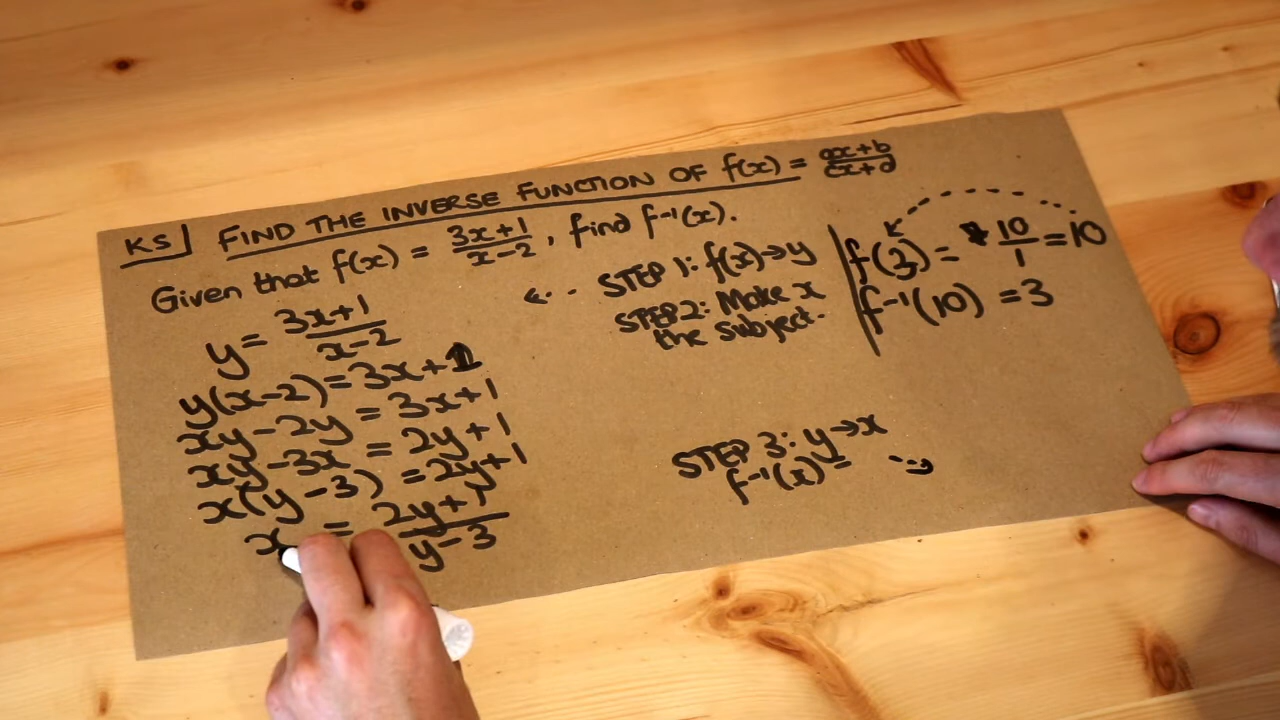 KS FIND THE INVERSE FUNCTION OF f(x) = ax+b/cx+d
Given that f(x) = 3x+1/x-2, find f⁻¹(x).
y = 3x+1/x-2
y(x-2) = 3x+1
xy-2y = 3x+1
xy-3x = 2y+1
x(y-3) = 2y+1
x = 2y+1/y-3
STEP 1: f(x)→y
STEP 2: Make x
the subject.
STEP 3: y→x
f⁻¹(x)=
f(3) = 10/1 = 10
f⁻¹(10) = 3